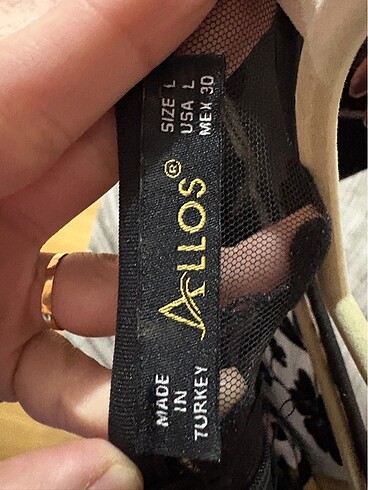 SIZE L
USA L
MEX 30
ALLOS®
MADE
IN
TURKEY